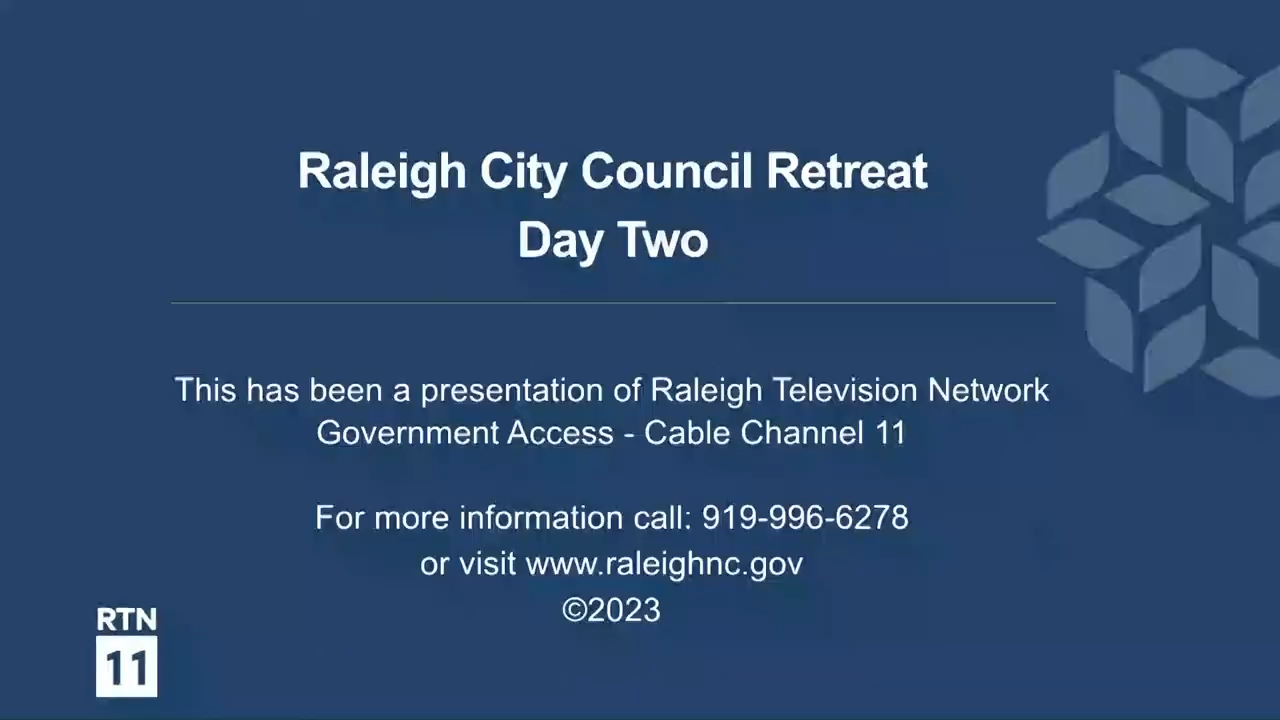 Raleigh City Council Retreat
Day Two
This has been a presentation of Raleigh Television Network
Government Access - Cable Channel 11
For more information call: 919-996-6278
or visit www.raleighnc.gov
©2023
RTN
11